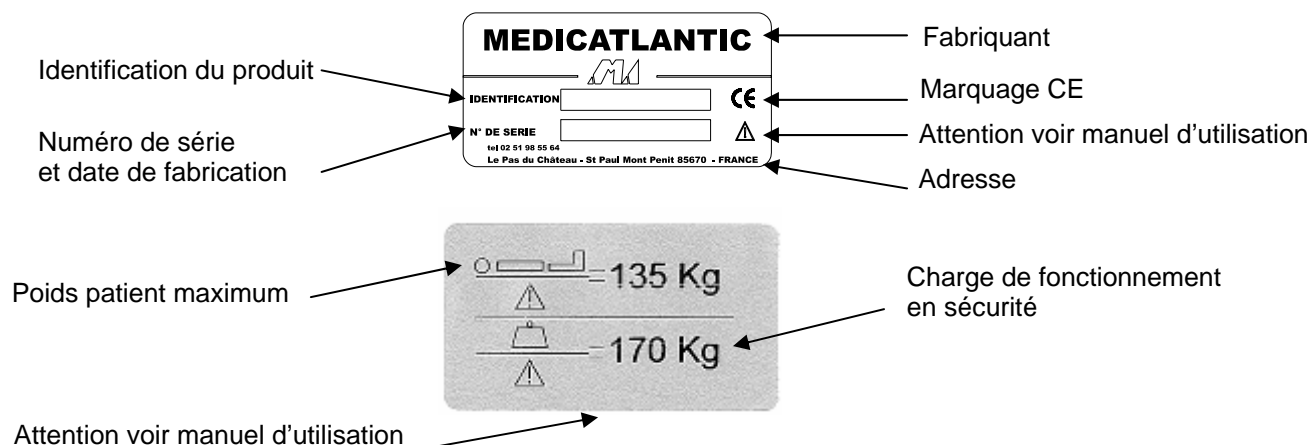 MEDICATLANTIC
Fabriquant
Identification du produit
IDENTIFICATION
CE
Marquage CE
Numéro de série
et date de fabrication
N° DE SERIE
Attention voir manuel d'utilisation
tel 02 51 98 55 64
Le Pas du Château - St Paul Mont Penit 85670 - FRANCE
Adresse
Poids patient maximum
=135 Kg
Charge de fonctionnement
en sécurité
=170 Kg
Attention voir manuel d'utilisation